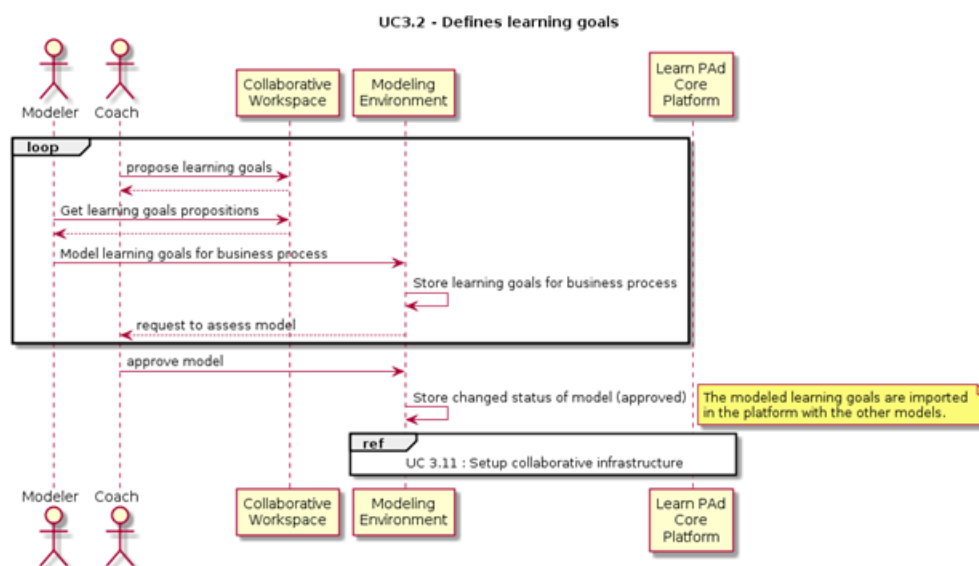 UC3.2 - Defines learning goals
Modeler
Coach
Collaborative
Workspace
Modeling
Environment
Learn PAd
Core
Platform
loop
propose learning goals
Get learning goals propositions
Model learning goals for business process
Store learning goals for business process
request to assess model
approve model
Store changed status of model (approved)
The modeled learning goals are imported
in the platform with the other models.
ref
UC 3.11 : Setup collaborative infrastructure
Modeler
Coach
Collaborative
Workspace
Modeling
Environment
Learn PAd
Core
Platform